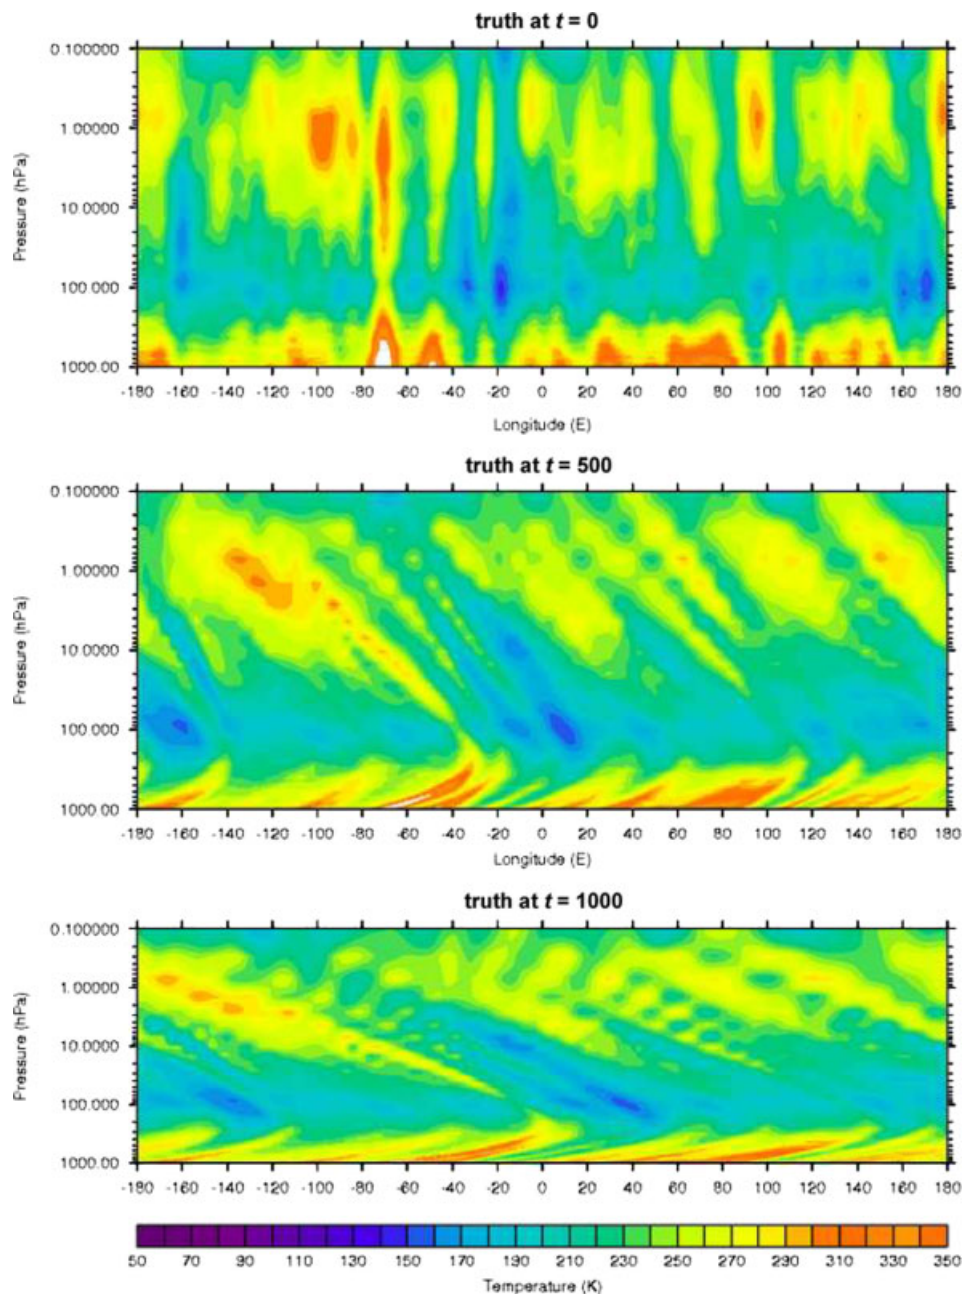 truth at t = 0
0.100000
1.00000
10.0000
100.000
1000.00
Pressure (hPa)
-180 -160 -140 -120 -100 -80 -60 -40 -20 0 20 40 60 80 100 120 140 160 180
Longitude (E)
truth at t = 500
0.100000
1.00000
10.0000
100.000
1000.00
Pressure (hPa)
-180 -160 -140 -120 -100 -80 -60 -40 -20 0 20 40 60 80 100 120 140 160 180
Longitude (E)
truth at t = 1000
0.100000
1.00000
10.0000
100.000
1000.00
Pressure (hPa)
-180 -160 -140 -120 -100 -80 -60 -40 -20 0 20 40 60 80 100 120 140 160 180
50 70 90 110 130 150 170 190 210 230 250 270 290 310 330 350
Temperature (K)